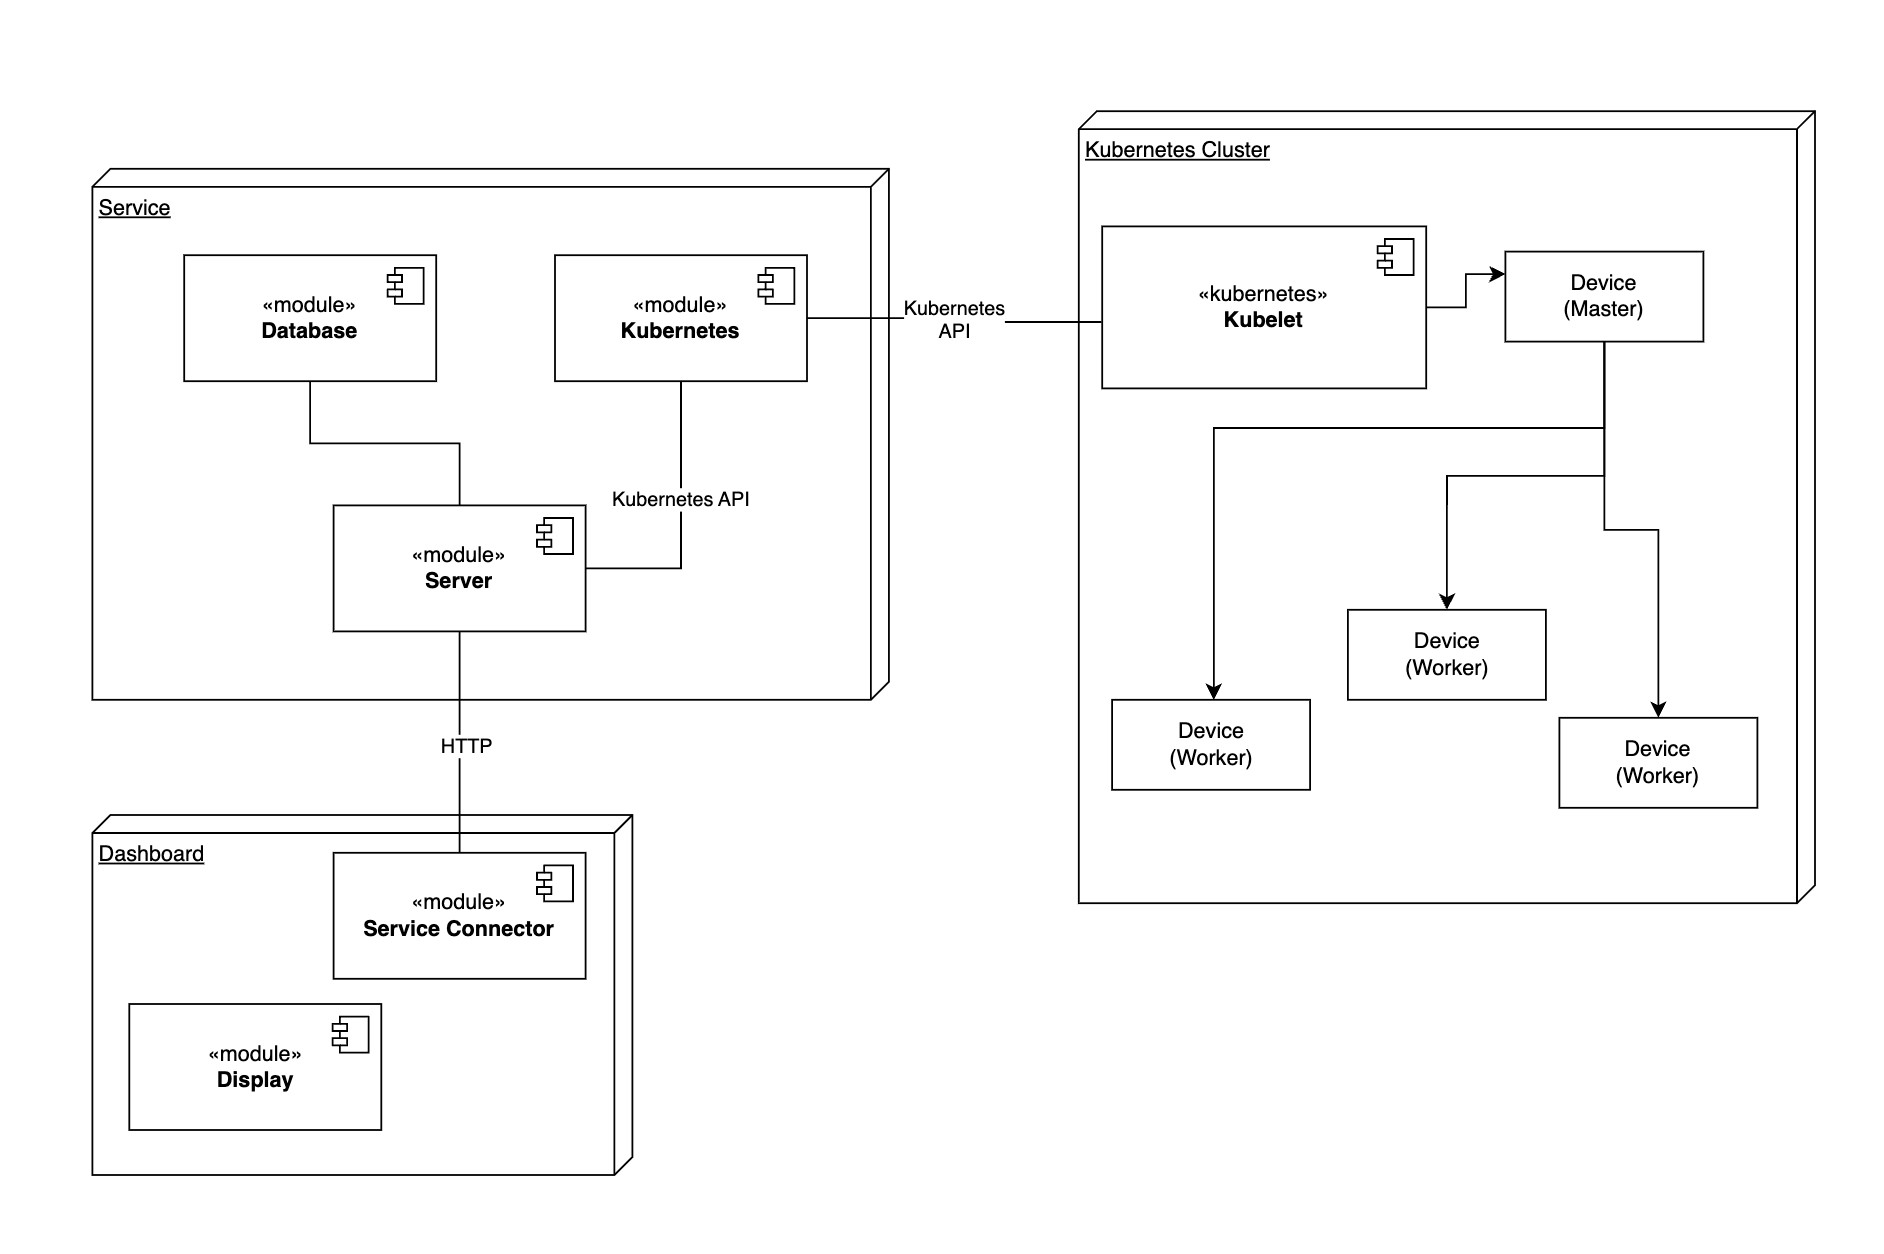 Service
«module»
Database
«module»
Kubernetes
Kubernetes API
«module»
Server
Kubernetes
API
HTTP
Dashboard
«module»
Service Connector
«module»
Display
Kubernetes Cluster
«kubernetes»
Kubelet
Device
(Master)
Device
(Worker)
Device
(Worker)
Device
(Worker)